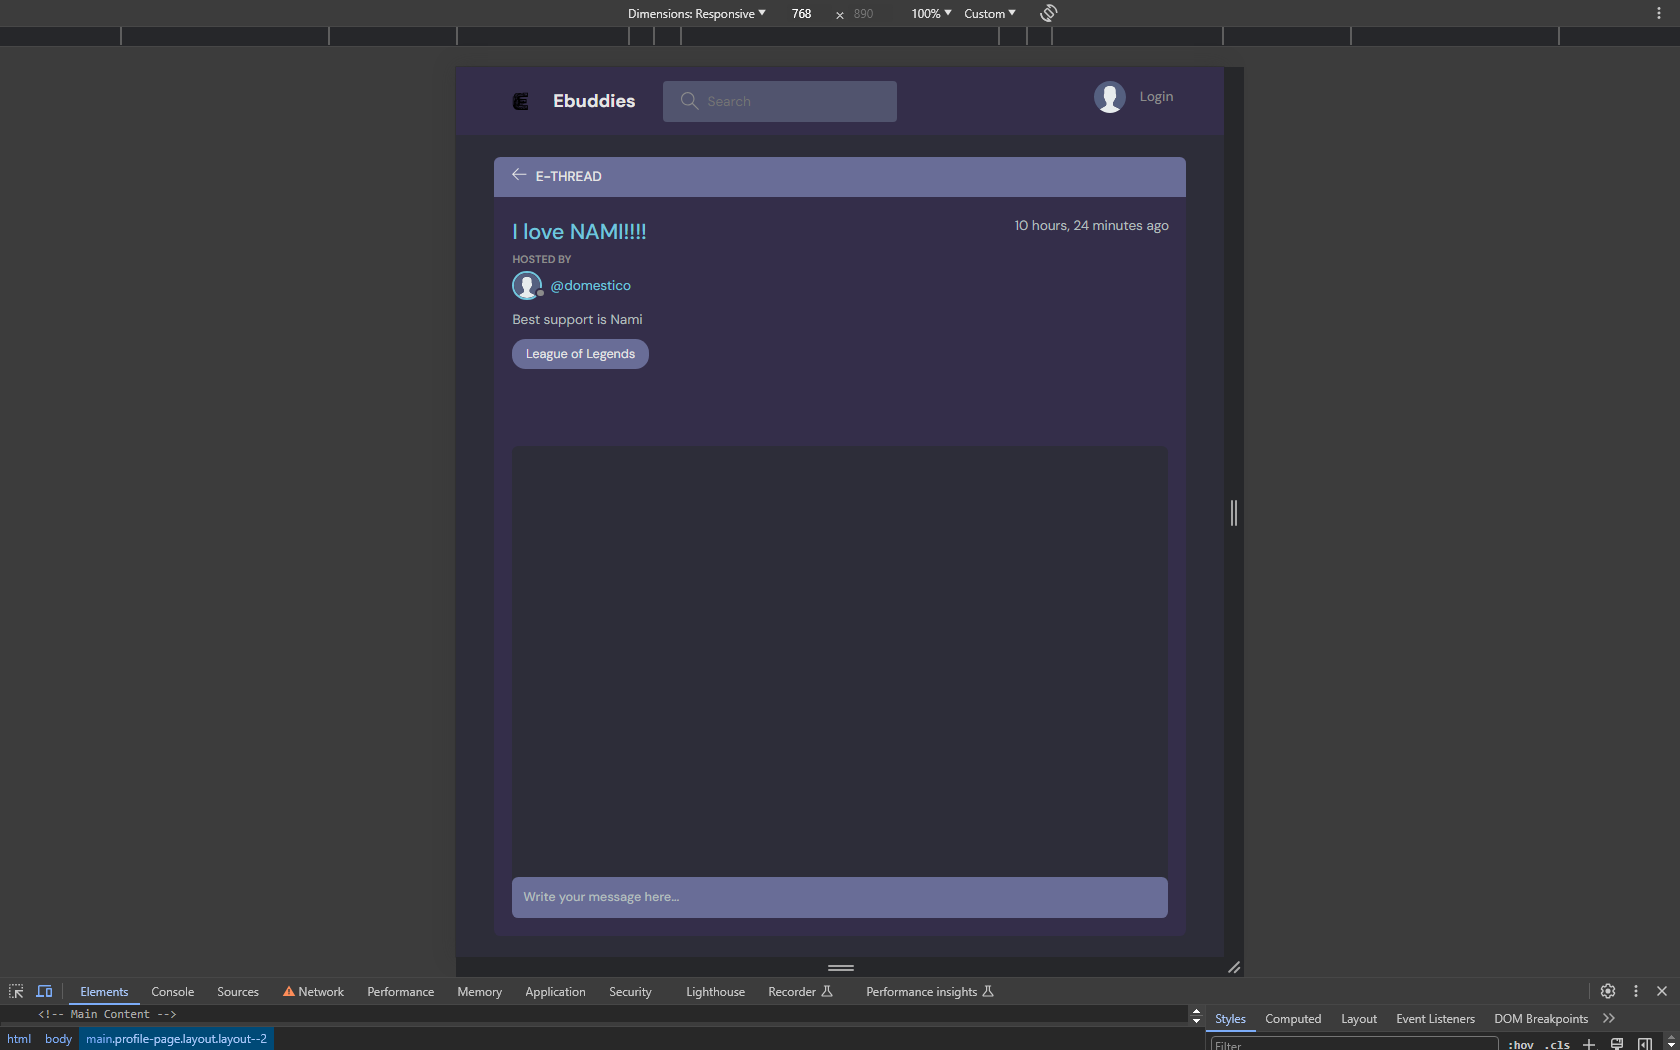 Dimensions: Responsive 768 × 890 100% Custom
Ebuddies Search Login
E-THREAD
I love NAMI!!!! 10 hours, 24 minutes ago
HOSTED BY
@domestico
Best support is Nami
League of Legends
Write your message here...
Elements Console Sources Network Performance Memory Application Security Lighthouse Recorder Performance insights
<!-- Main Content -->
Styles Computed Layout Event Listeners DOM Breakpoints
html body main.profile-page.layout.layout--2
Filter :hov .cls